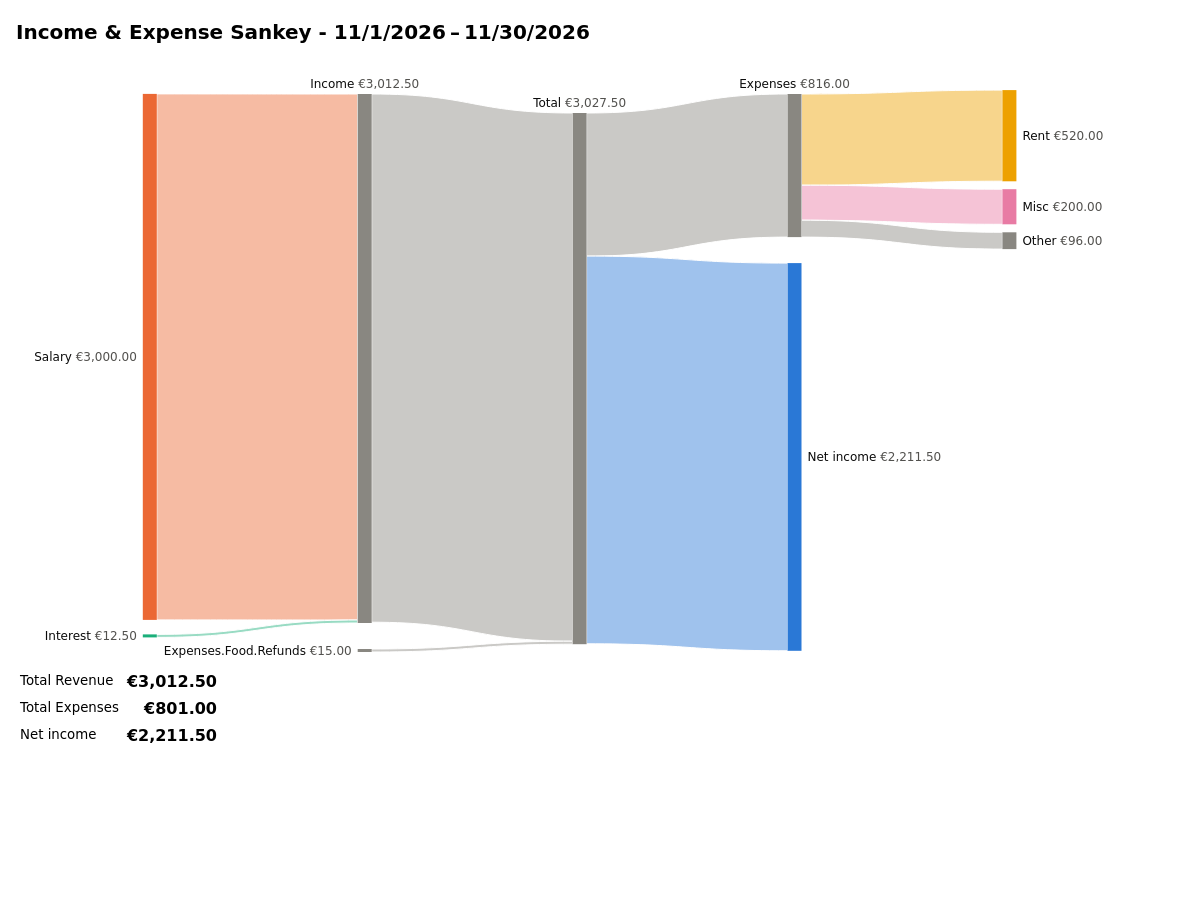 Income & Expense Sankey - 11/1/2026 – 11/30/2026
Income €3,012.50
Expenses €816.00
Total €3,027.50
Rent €520.00
Misc €200.00
Other €96.00
Salary €3,000.00
Net income €2,211.50
Interest €12.50
Expenses.Food.Refunds €15.00
Total Revenue €3,012.50
Total Expenses €801.00
Net income €2,211.50